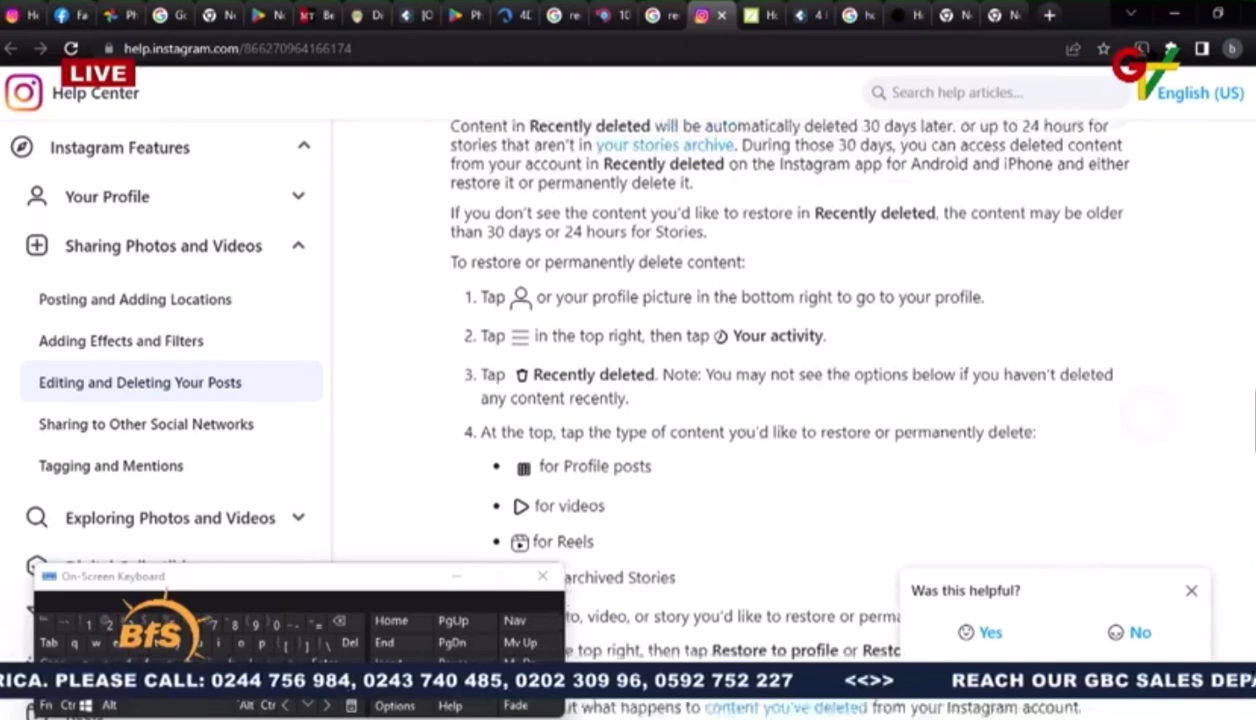 help.instagram.com/866270964166174
LIVE
GTV
Help Center
Search help articles...
English (US)
Instagram Features
Your Profile
Sharing Photos and Videos
Posting and Adding Locations
Adding Effects and Filters
Editing and Deleting Your Posts
Sharing to Other Social Networks
Tagging and Mentions
Exploring Photos and Videos
Content in Recently deleted will be automatically deleted 30 days later, or up to 24 hours for
stories that aren't in your stories archive. During those 30 days, you can access deleted content
from your account in Recently deleted on the Instagram app for Android and iPhone and either
restore it or permanently delete it.
If you don't see the content you'd like to restore in Recently deleted, the content may be older
than 30 days or 24 hours for Stories.
To restore or permanently delete content:
1. Tap or your profile picture in the bottom right to go to your profile.
2. Tap in the top right, then tap Your activity.
3. Tap Recently deleted. Note: You may not see the options below if you haven't deleted
any content recently.
4. At the top, tap the type of content you'd like to restore or permanently delete:
• for Profile posts
• for videos
• for Reels
archived Stories
to, video, or story you'd like to restore or perma
e top right, then tap Restore to profile or Resto
Was this helpful?
Yes
No
On-Screen Keyboard
BfS
1 2 7 8 9 0 - =
Home PgUp Nav
Tab q w i o p [ ] \ Del
End PgDn Mv Up
RICA. PLEASE CALL: 0244 756 984, 0243 740 485, 0202 309 96, 0592 752 227 <<>> REACH OUR GBC SALES DEPA
Fn Ctrl Alt Alt Ctr < >
Options Help Fade
t what happens to content you've deleted from your Instagram account.